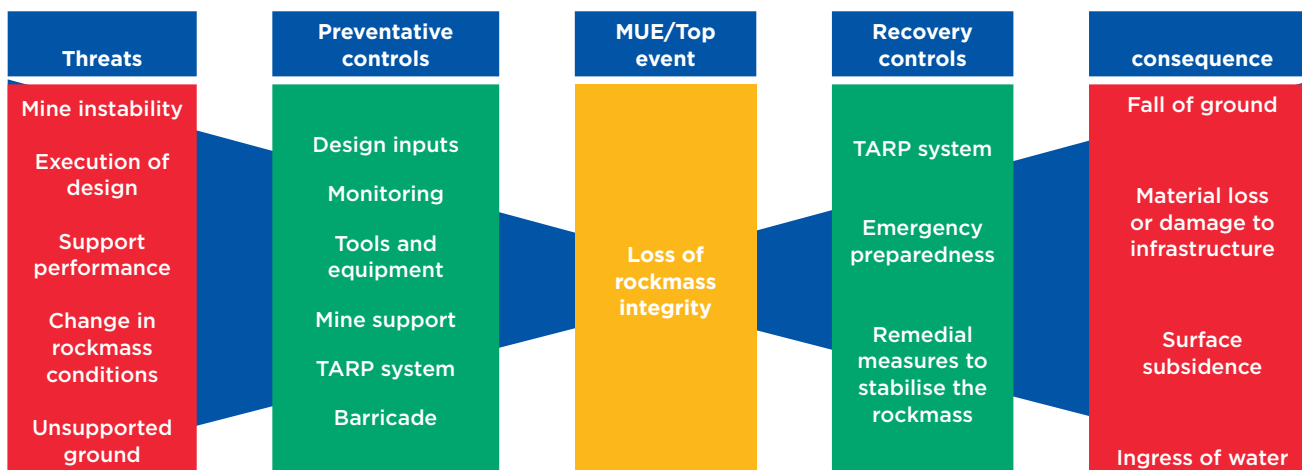 Threats
Mine instability
Execution of
design
Support
performance
Change in
rockmass
conditions
Unsupported
ground
Preventative
controls
Design inputs
Monitoring
Tools and
equipment
Mine support
TARP system
Barricade
MUE/Top
event
Loss of
rockmass
integrity
Recovery
controls
TARP system
Emergency
preparedness
Remedial
measures to
stabilise the
rockmass
consequence
Fall of ground
Material loss
or damage to
infrastructure
Surface
subsidence
Ingress of water